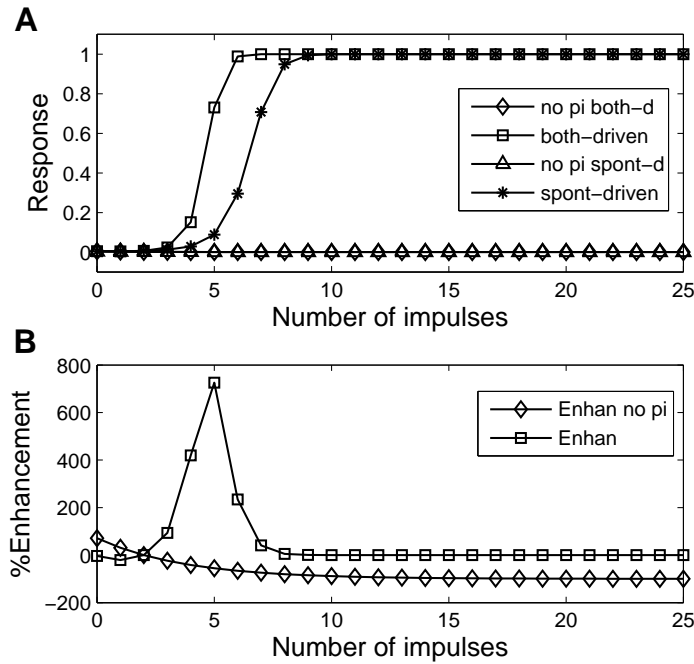 A
1
0.8
0.6
0.4
0.2
0
Response
no pi both−d
both−driven
no pi spont−d
spont−driven
0 5 10 15 20 25
Number of impulses
B
800
600
400
200
0
−200
%Enhancement
Enhan no pi
Enhan
0 5 10 15 20 25
Number of impulses